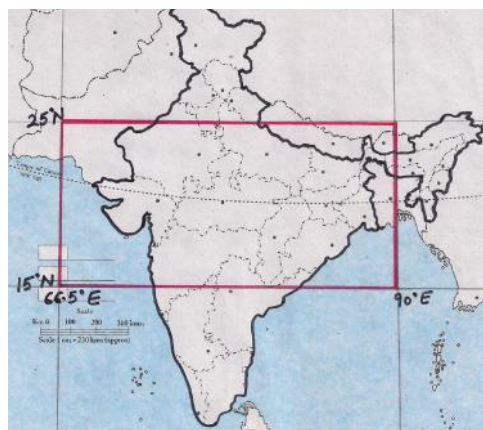 25°N
15°N
66.5°E
90°E
Scale
Km 0 100 200 300 kms
Scale 1 cm = 230 kms (approx)